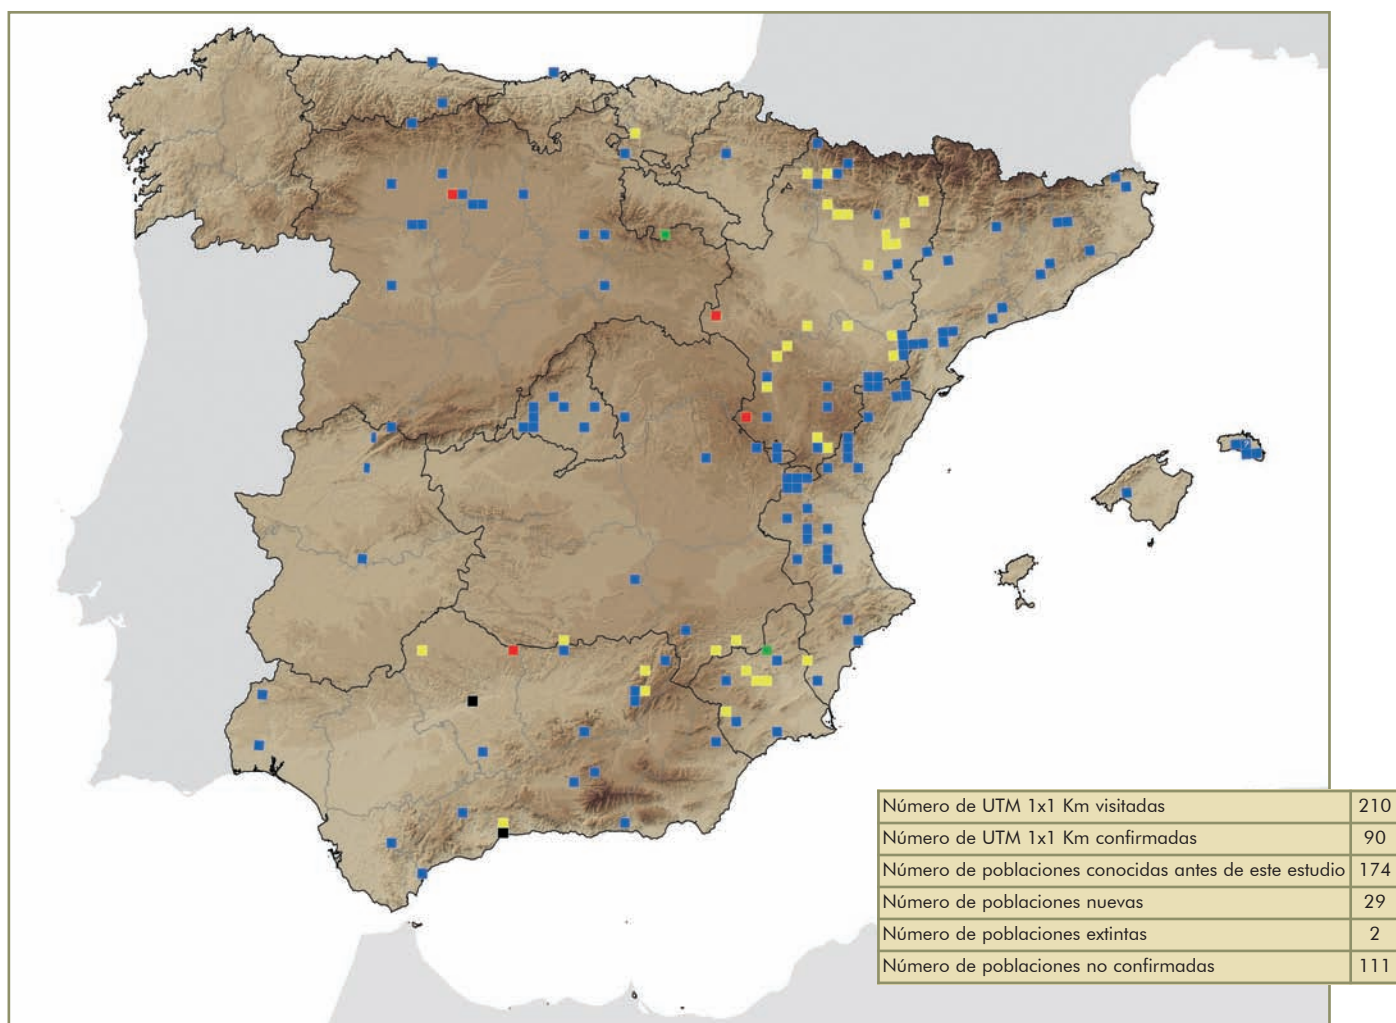 Número de UTM 1x1 Km visitadas 210
Número de UTM 1x1 Km confirmadas 90
Número de poblaciones conocidas antes de este estudio 174
Número de poblaciones nuevas 29
Número de poblaciones extintas 2
Número de poblaciones no confirmadas 111